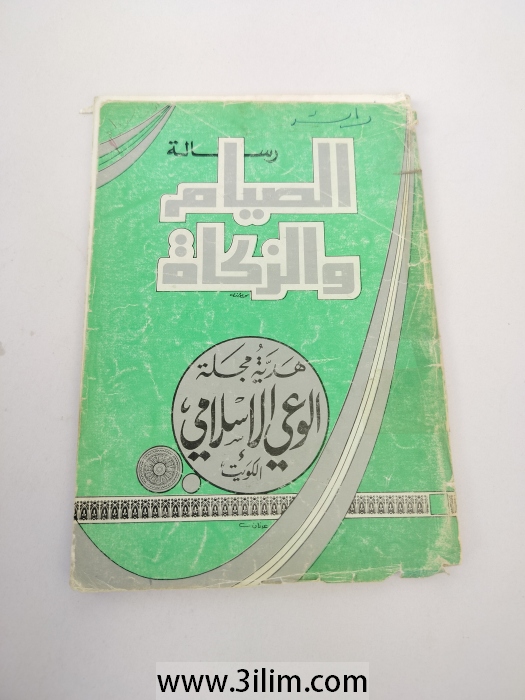 رسالة
الصيام
والزكاة
هدية مجلة
الوعي الإسلامي
الكويت
www.3ilim.com